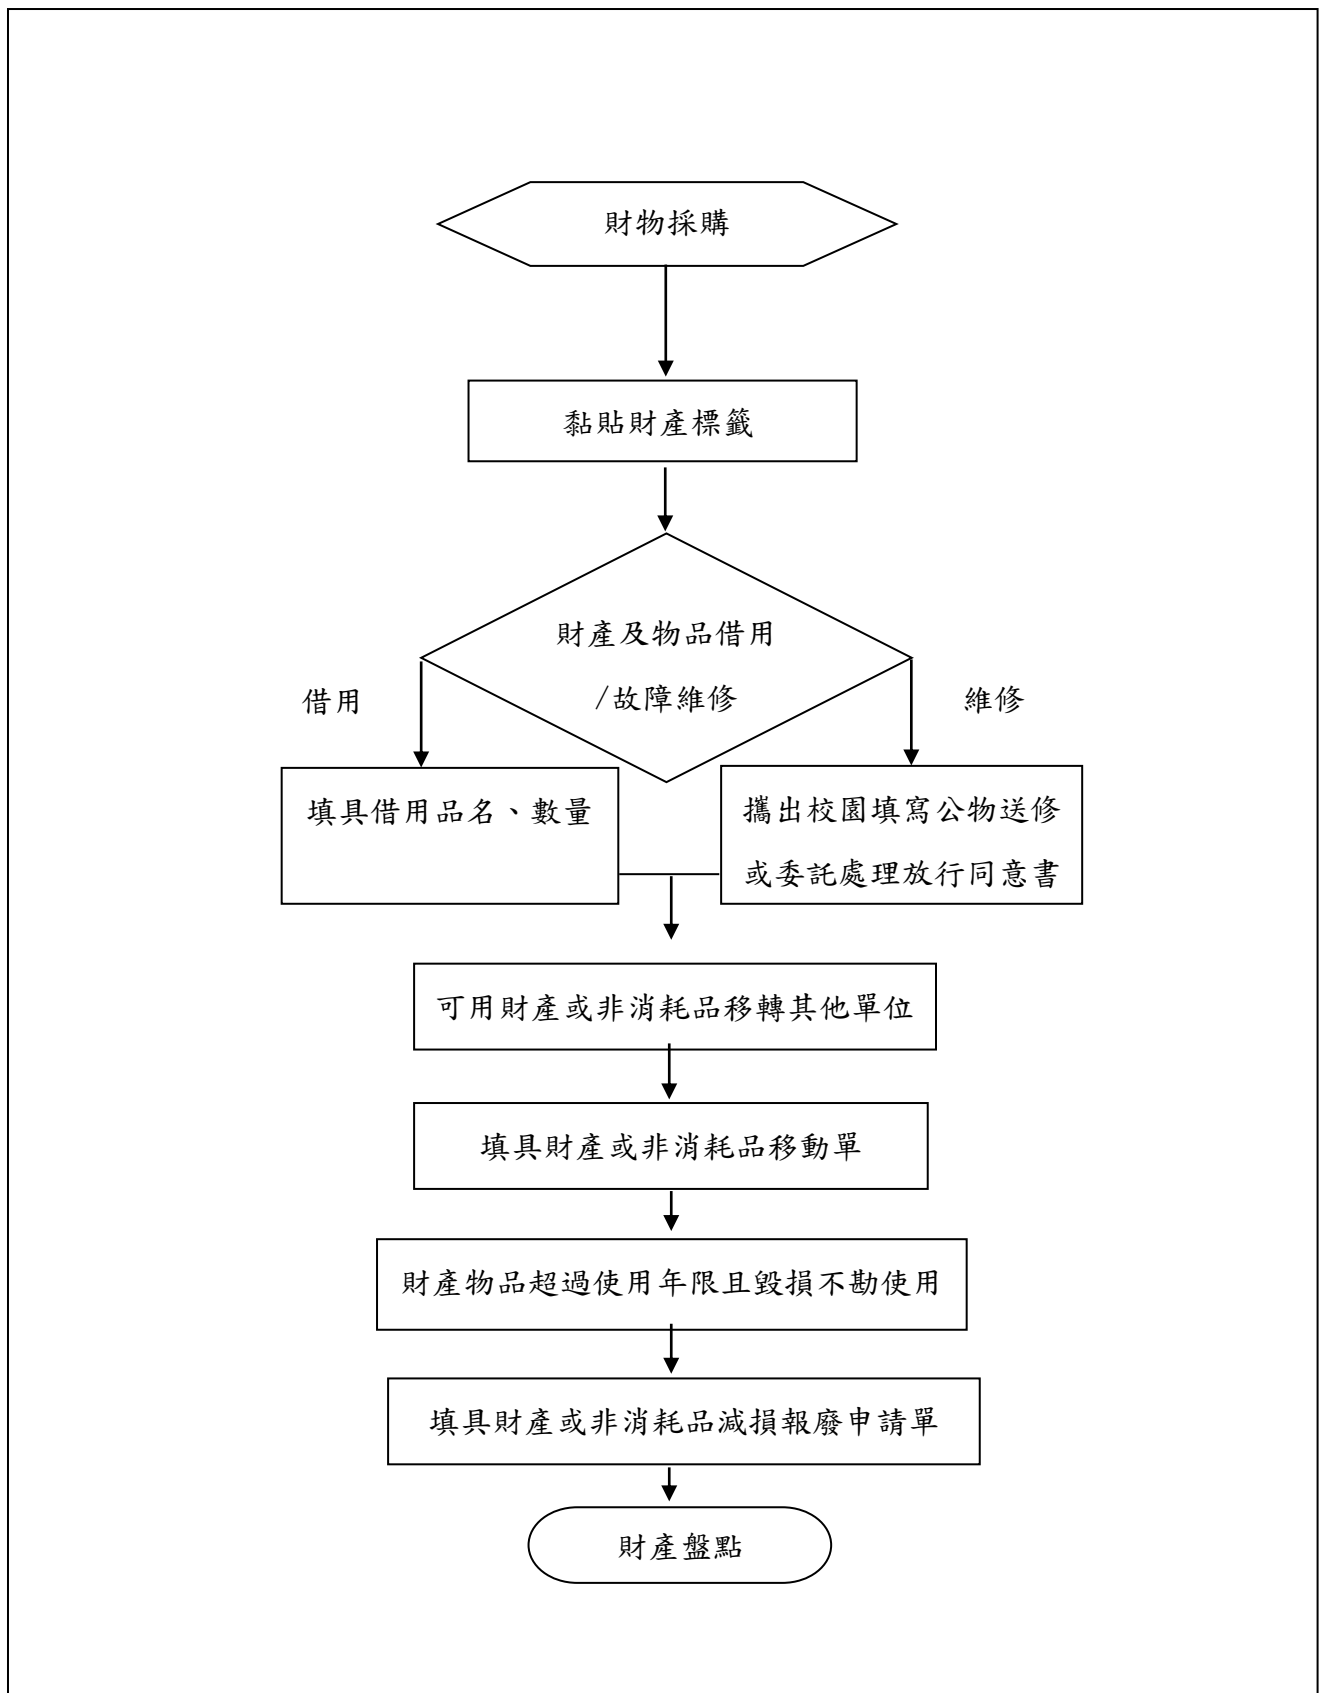 財物採購
黏貼財產標籤
財產及物品借用
/故障維修
借用
維修
填具借用品名、數量
攜出校園填寫公物送修
或委託處理放行同意書
可用財產或非消耗品移轉其他單位
填具財產或非消耗品移動單
財產物品超過使用年限且毀損不勘使用
填具財產或非消耗品減損報廢申請單
財產盤點